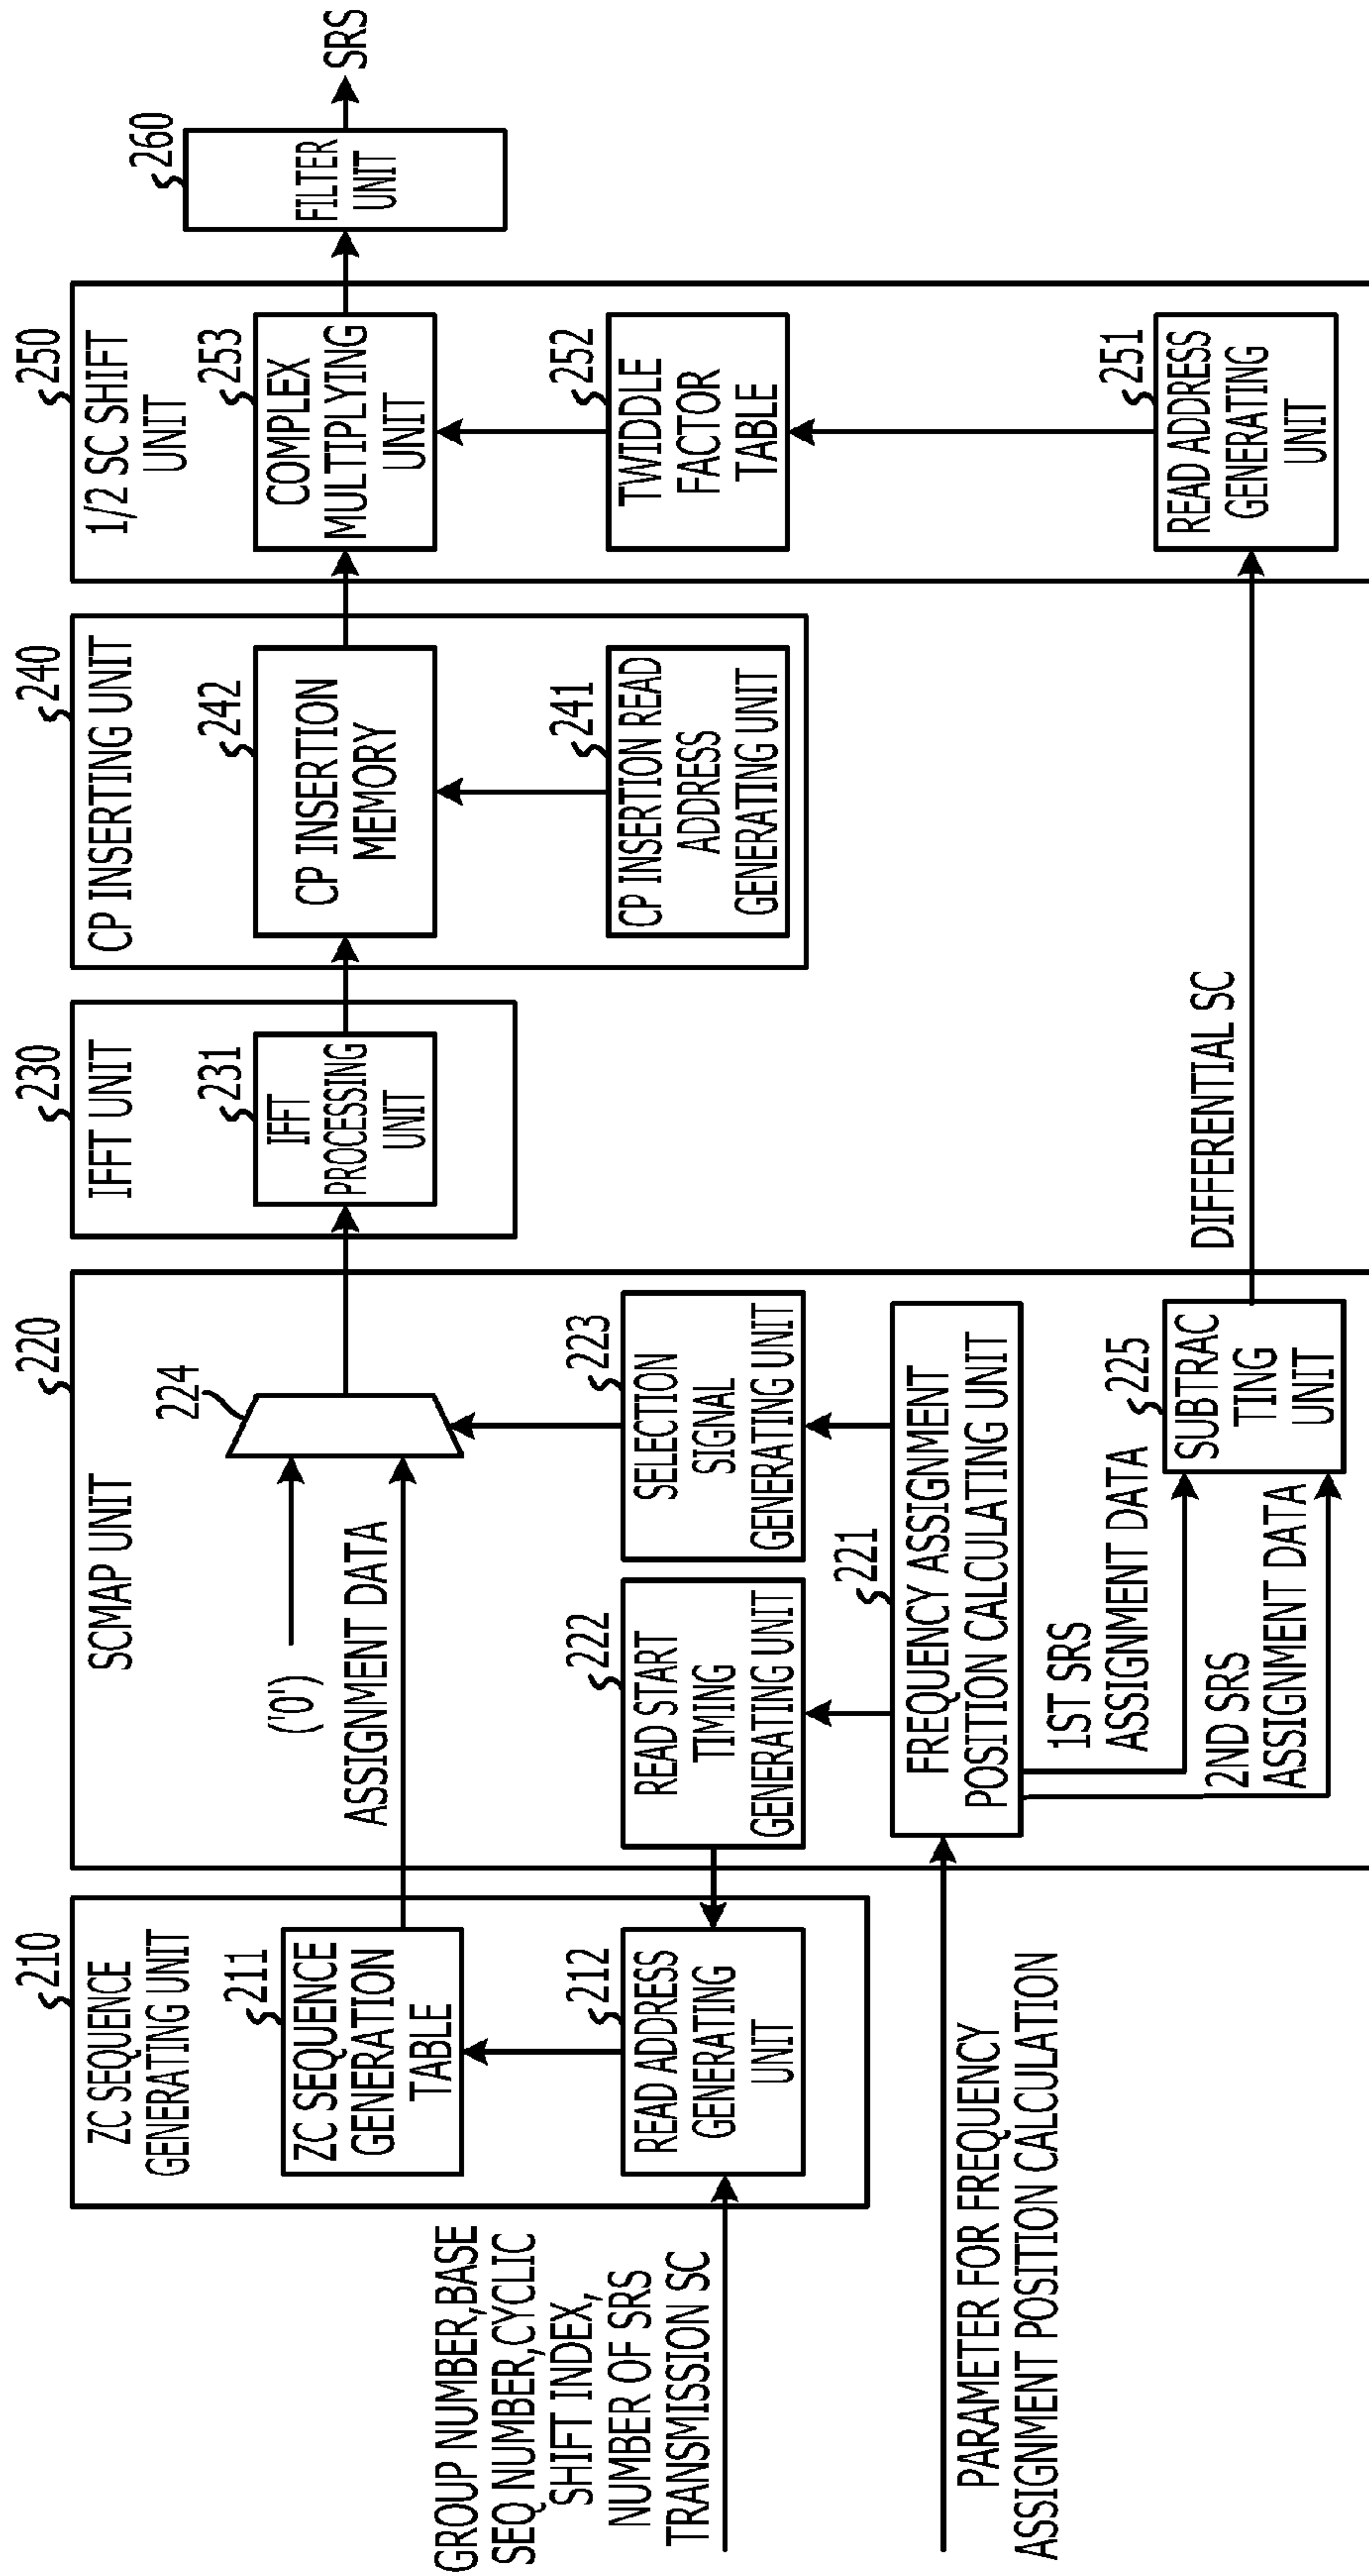 GROUP NUMBER,BASE
SEQ NUMBER,CYCLIC
SHIFT INDEX,
NUMBER OF SRS
TRANSMISSION SC
PARAMETER FOR FREQUENCY
ASSIGNMENT POSITION CALCULATION
210
ZC SEQUENCE
GENERATING UNIT
211
ZC SEQUENCE
GENERATION
TABLE
212
READ ADDRESS
GENERATING
UNIT
220
SCMAP UNIT
224
('0')
ASSIGNMENT DATA
222
READ START
TIMING
GENERATING UNIT
223
SELECTION
SIGNAL
GENERATING UNIT
221
FREQUENCY ASSIGNMENT
POSITION CALCULATING UNIT
1ST SRS
ASSIGNMENT DATA
2ND SRS
ASSIGNMENT DATA
225
SUBTRAC
TING
UNIT
DIFFERENTIAL SC
230
IFFT UNIT
231
IFFT
PROCESSING
UNIT
240
CP INSERTING UNIT
242
CP INSERTION
MEMORY
241
CP INSERTION READ
ADDRESS
GENERATING UNIT
250
1/2 SC SHIFT
UNIT
253
COMPLEX
MULTIPLYING
UNIT
252
TWIDDLE
FACTOR
TABLE
251
READ ADDRESS
GENERATING
UNIT
260
FILTER
UNIT
SRS